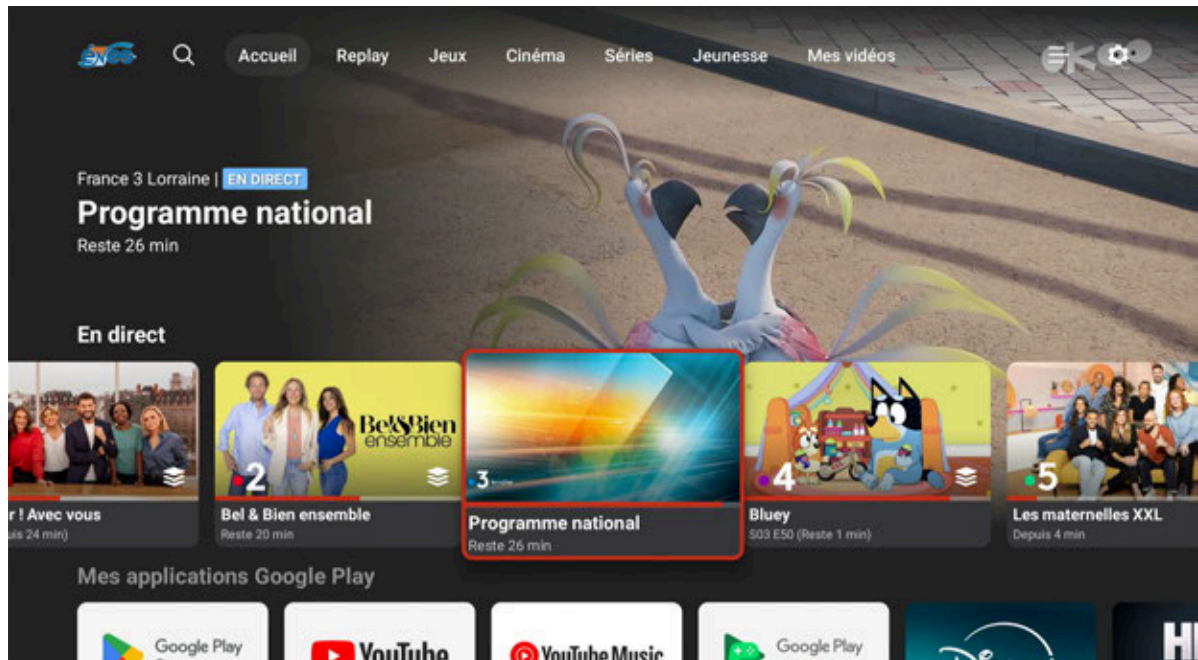 Accueil Replay Jeux Cinéma Séries Jeunesse Mes vidéos
France 3 Lorraine | EN DIRECT
Programme national
Reste 26 min
En direct
Bel&Bien
ensemble
2
3
4
5
r ! Avec vous
uis 24 min)
Bel & Bien ensemble
Reste 20 min
Programme national
Reste 26 min
Bluey
S03 E50 (Reste 1 min)
Les maternelles XXL
Depuis 4 min
Mes applications Google Play
Google Play
YouTube
YouTube Music
Google Play